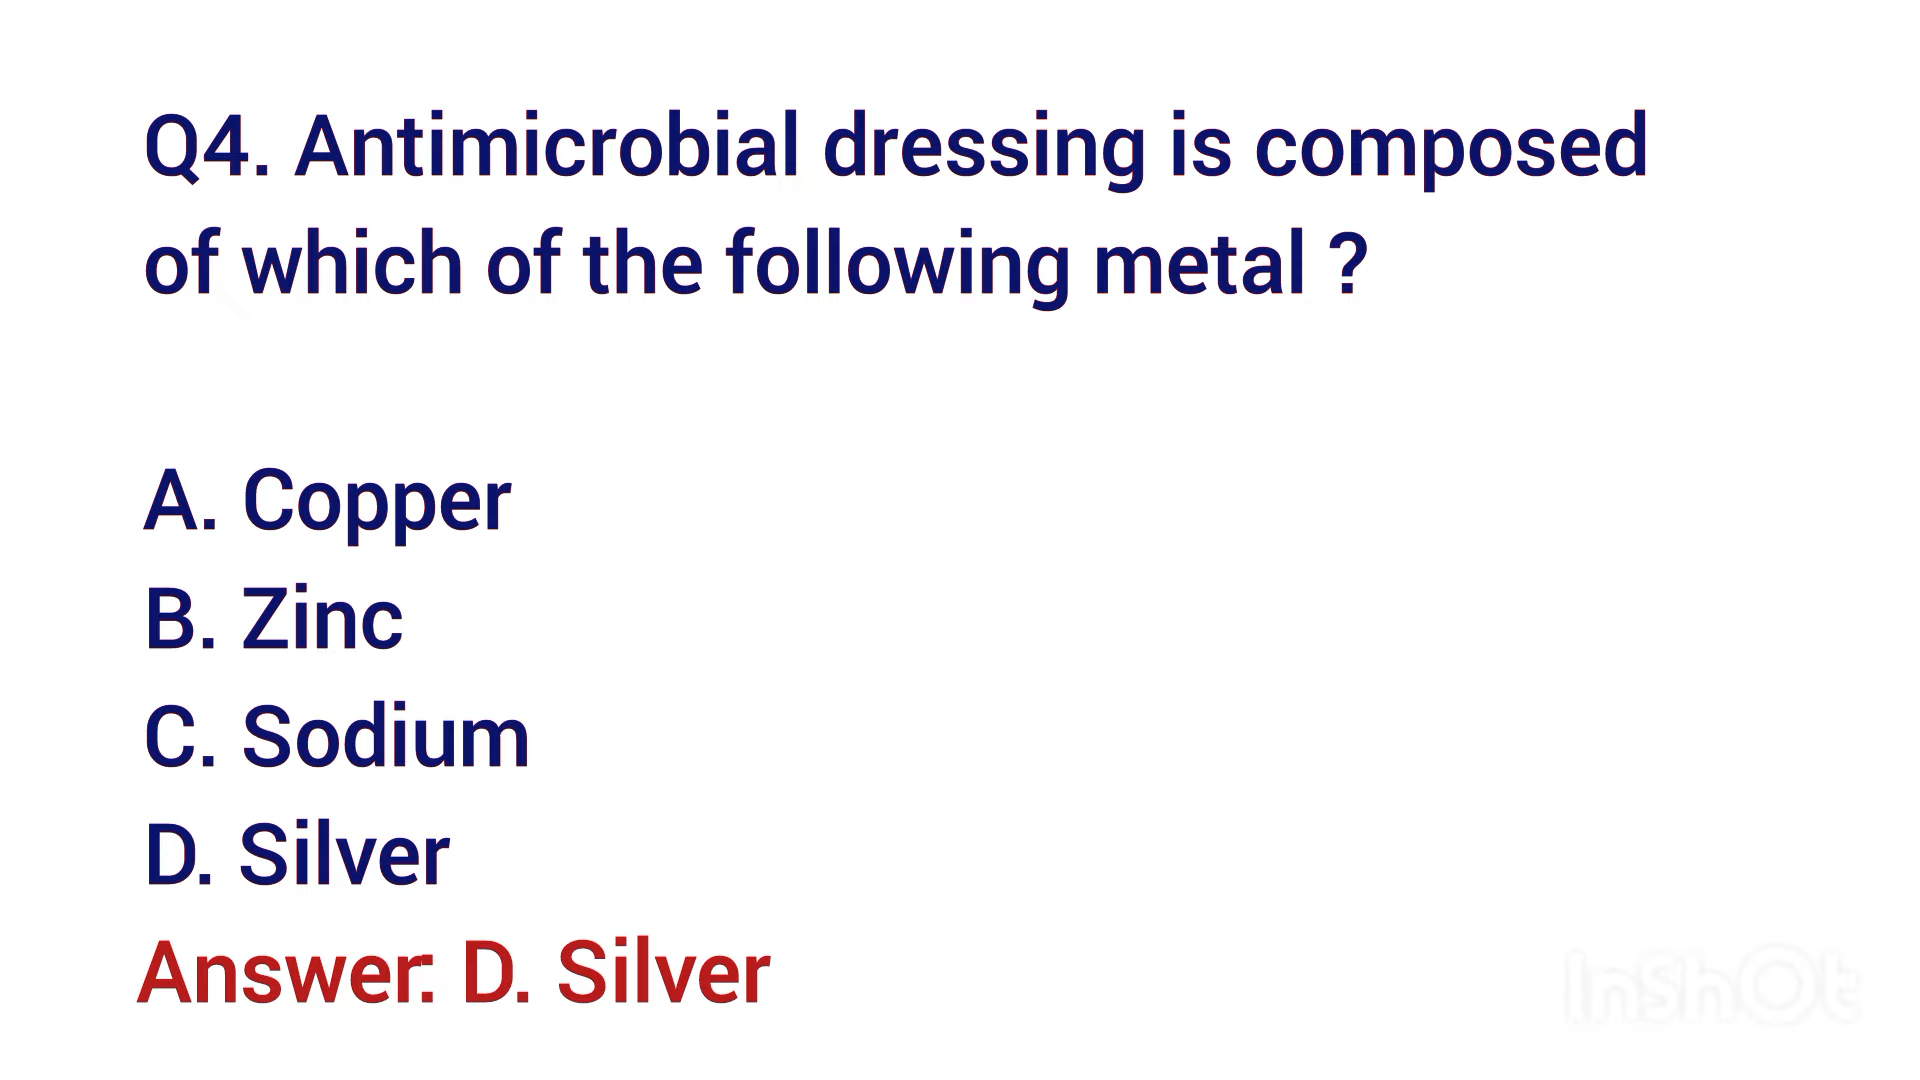 Q4. Antimicrobial dressing is composed
of which of the following metal ?
A. Copper
B. Zinc
C. Sodium
D. Silver
Answer: D. Silver
InShOt